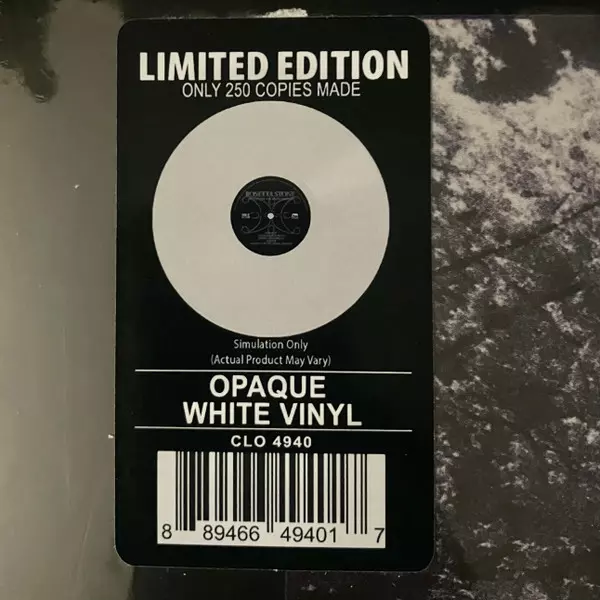 LIMITED EDITION
ONLY 250 COPIES MADE
Simulation Only
(Actual Product May Vary)
OPAQUE
WHITE VINYL
CLO 4940
8 89466 49401 7